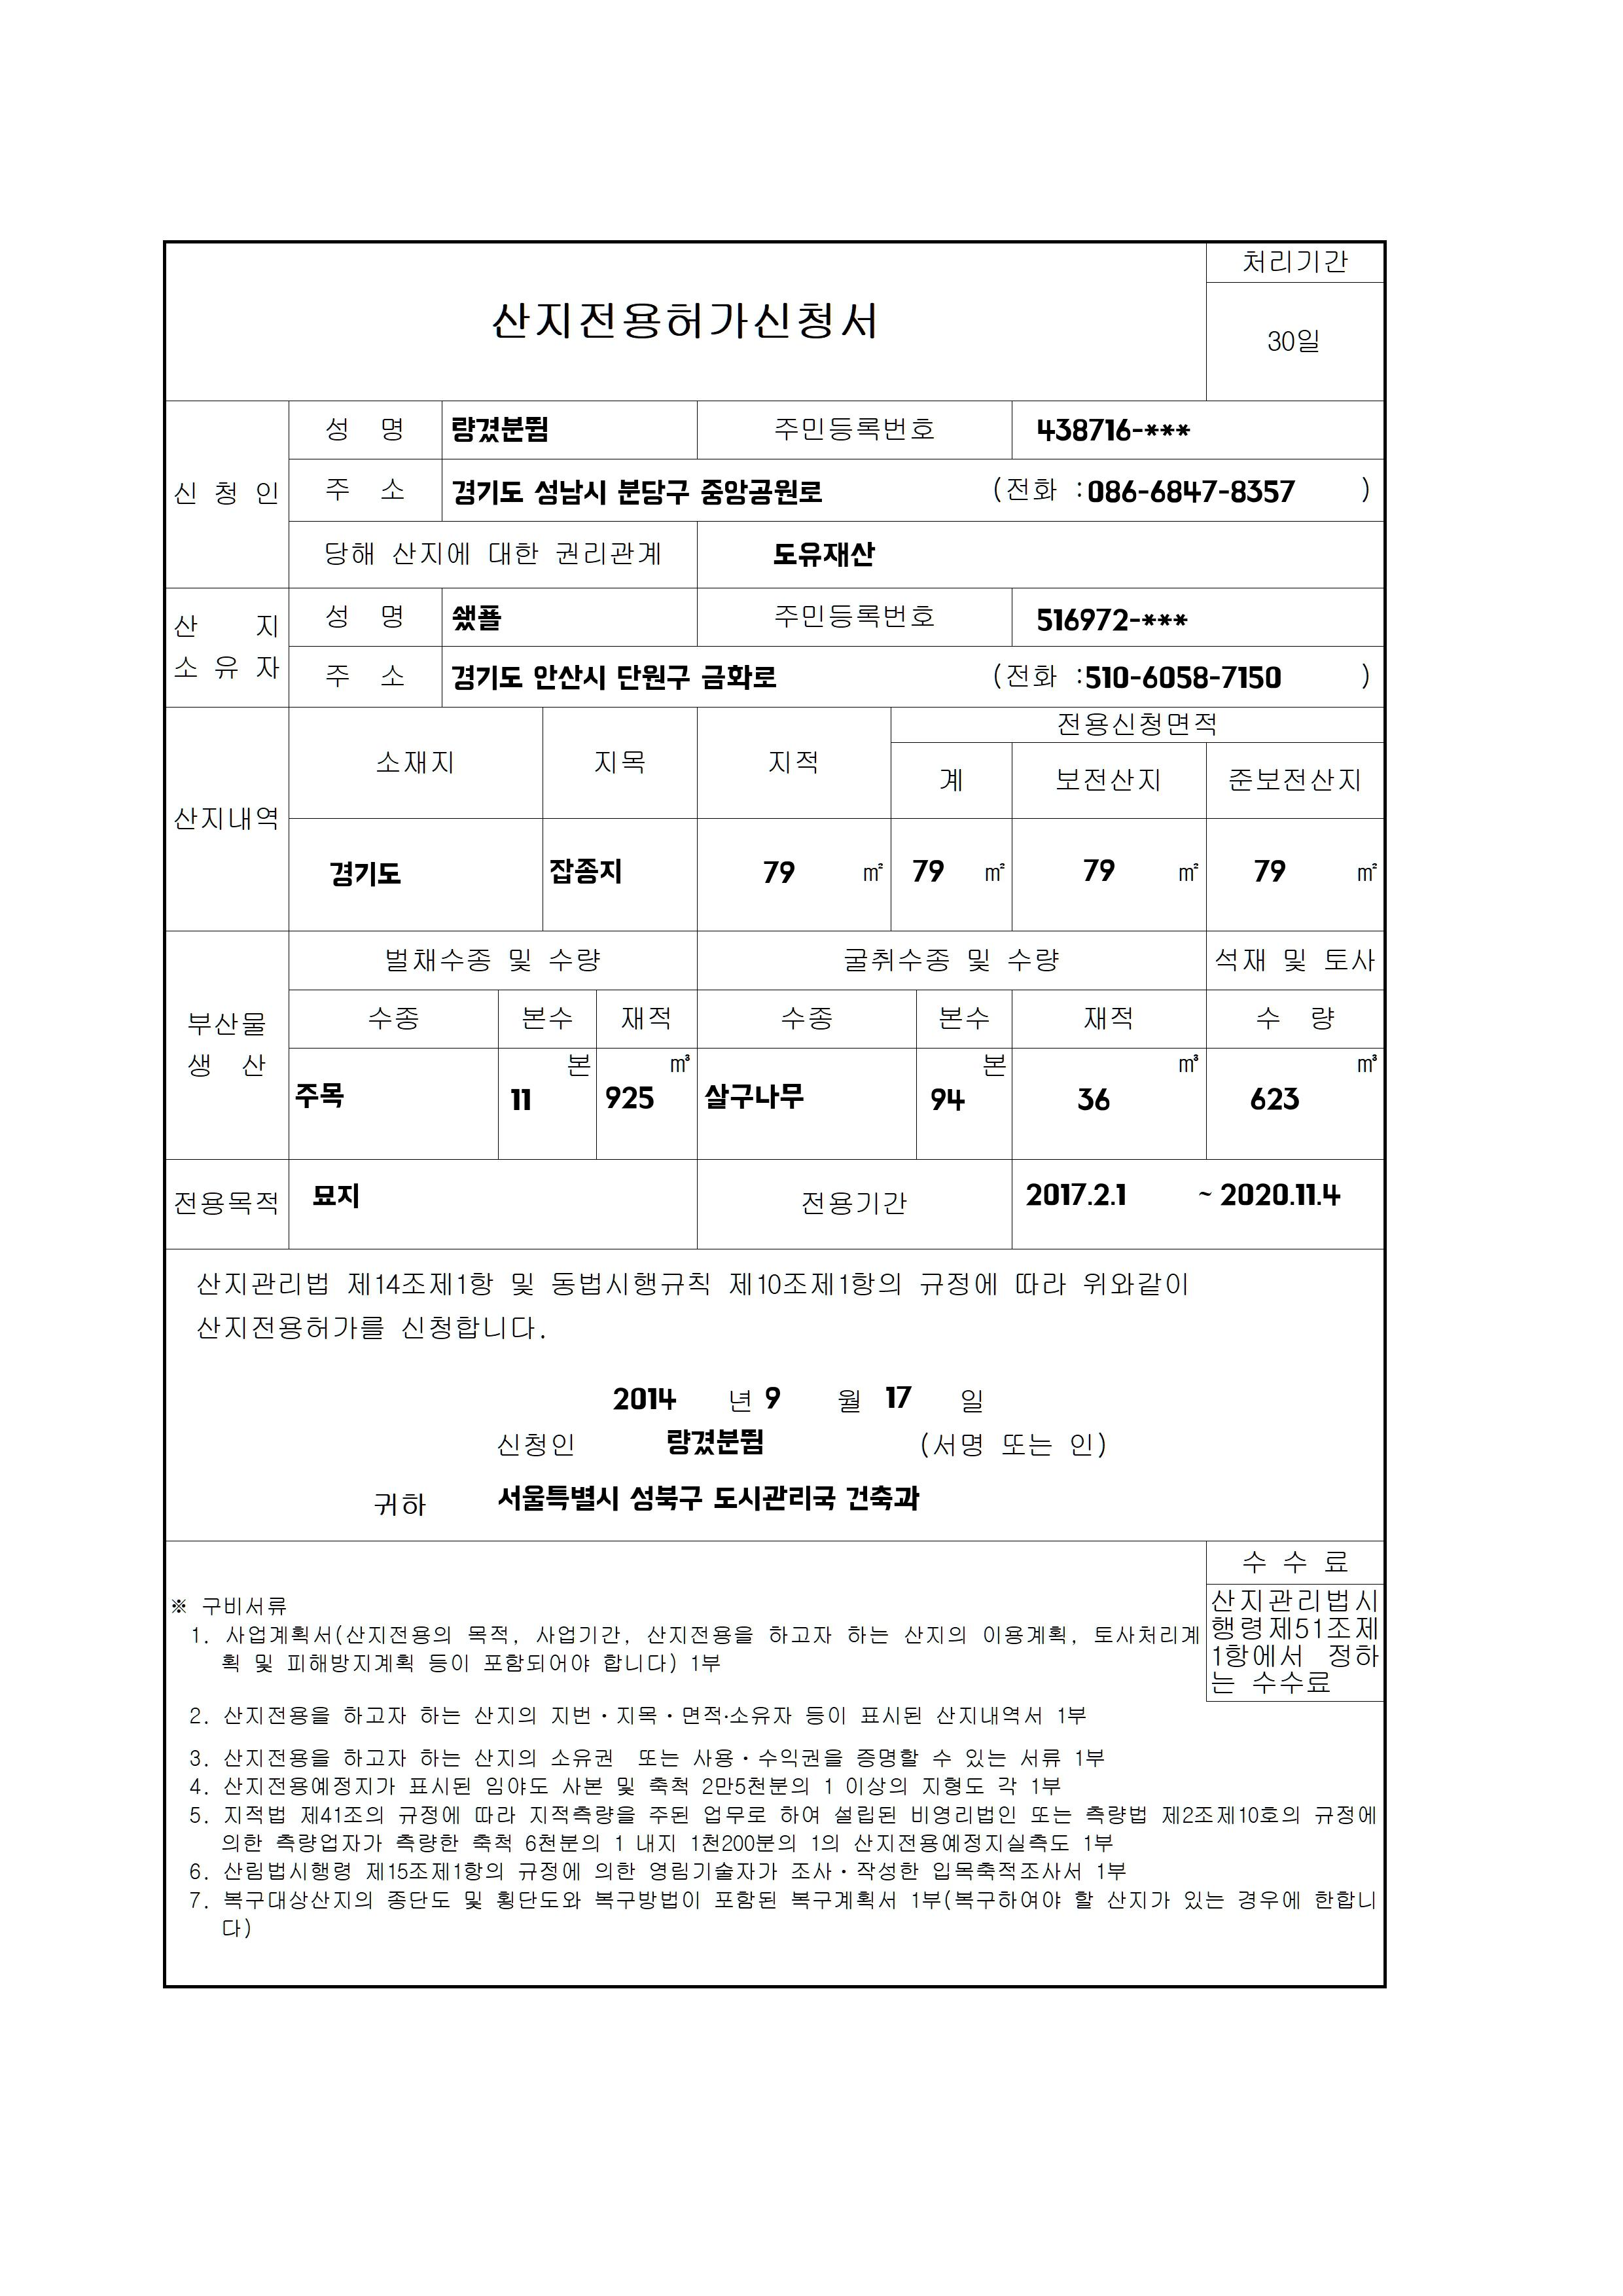 처리기간
산지전용허가신청서
30일
신 청 인
성 명 량겼분뛈 주민등록번호 438716-***
주 소 경기도 성남시 분당구 중앙공원로 (전화 :086-6847-8357 )
당해 산지에 대한 권리관계 도유재산
산 지
소 유 자
성 명 쇘폴 주민등록번호 516972-***
주 소 경기도 안산시 단원구 금화로 (전화 :510-6058-7150 )
산지내역
소재지 지목 지적 전용신청면적
계 보전산지 준보전산지
경기도 잡종지 79 ㎡ 79 ㎡ 79 ㎡ 79 ㎡
부산물
생 산
벌채수종 및 수량 굴취수종 및 수량 석재 및 토사
수종 본수 재적 수종 본수 재적 수 량
본 ㎥ 본 ㎥ ㎥
주목 11 925 살구나무 94 36 623
전용목적 묘지 전용기간 2017.2.1 ~ 2020.11.4
산지관리법 제14조제1항 및 동법시행규칙 제10조제1항의 규정에 따라 위와같이
산지전용허가를 신청합니다.
2014 년 9 월 17 일
신청인 량겼분뛈 (서명 또는 인)
귀하 서울특별시 성북구 도시관리국 건축과
수 수 료
산지관리법시
행령제51조제
1항에서 정하
는 수수료
※ 구비서류
1. 사업계획서(산지전용의 목적, 사업기간, 산지전용을 하고자 하는 산지의 이용계획, 토사처리계
획 및 피해방지계획 등이 포함되어야 합니다) 1부
2. 산지전용을 하고자 하는 산지의 지번·지목·면적·소유자 등이 표시된 산지내역서 1부
3. 산지전용을 하고자 하는 산지의 소유권 또는 사용·수익권을 증명할 수 있는 서류 1부
4. 산지전용예정지가 표시된 임야도 사본 및 축척 2만5천분의 1 이상의 지형도 각 1부
5. 지적법 제41조의 규정에 따라 지적측량을 주된 업무로 하여 설립된 비영리법인 또는 측량법 제2조제10호의 규정에
의한 측량업자가 측량한 축척 6천분의 1 내지 1천200분의 1의 산지전용예정지실측도 1부
6. 산림법시행령 제15조제1항의 규정에 의한 영림기술자가 조사·작성한 입목축적조사서 1부
7. 복구대상산지의 종단도 및 횡단도와 복구방법이 포함된 복구계획서 1부(복구하여야 할 산지가 있는 경우에 한합니
다)